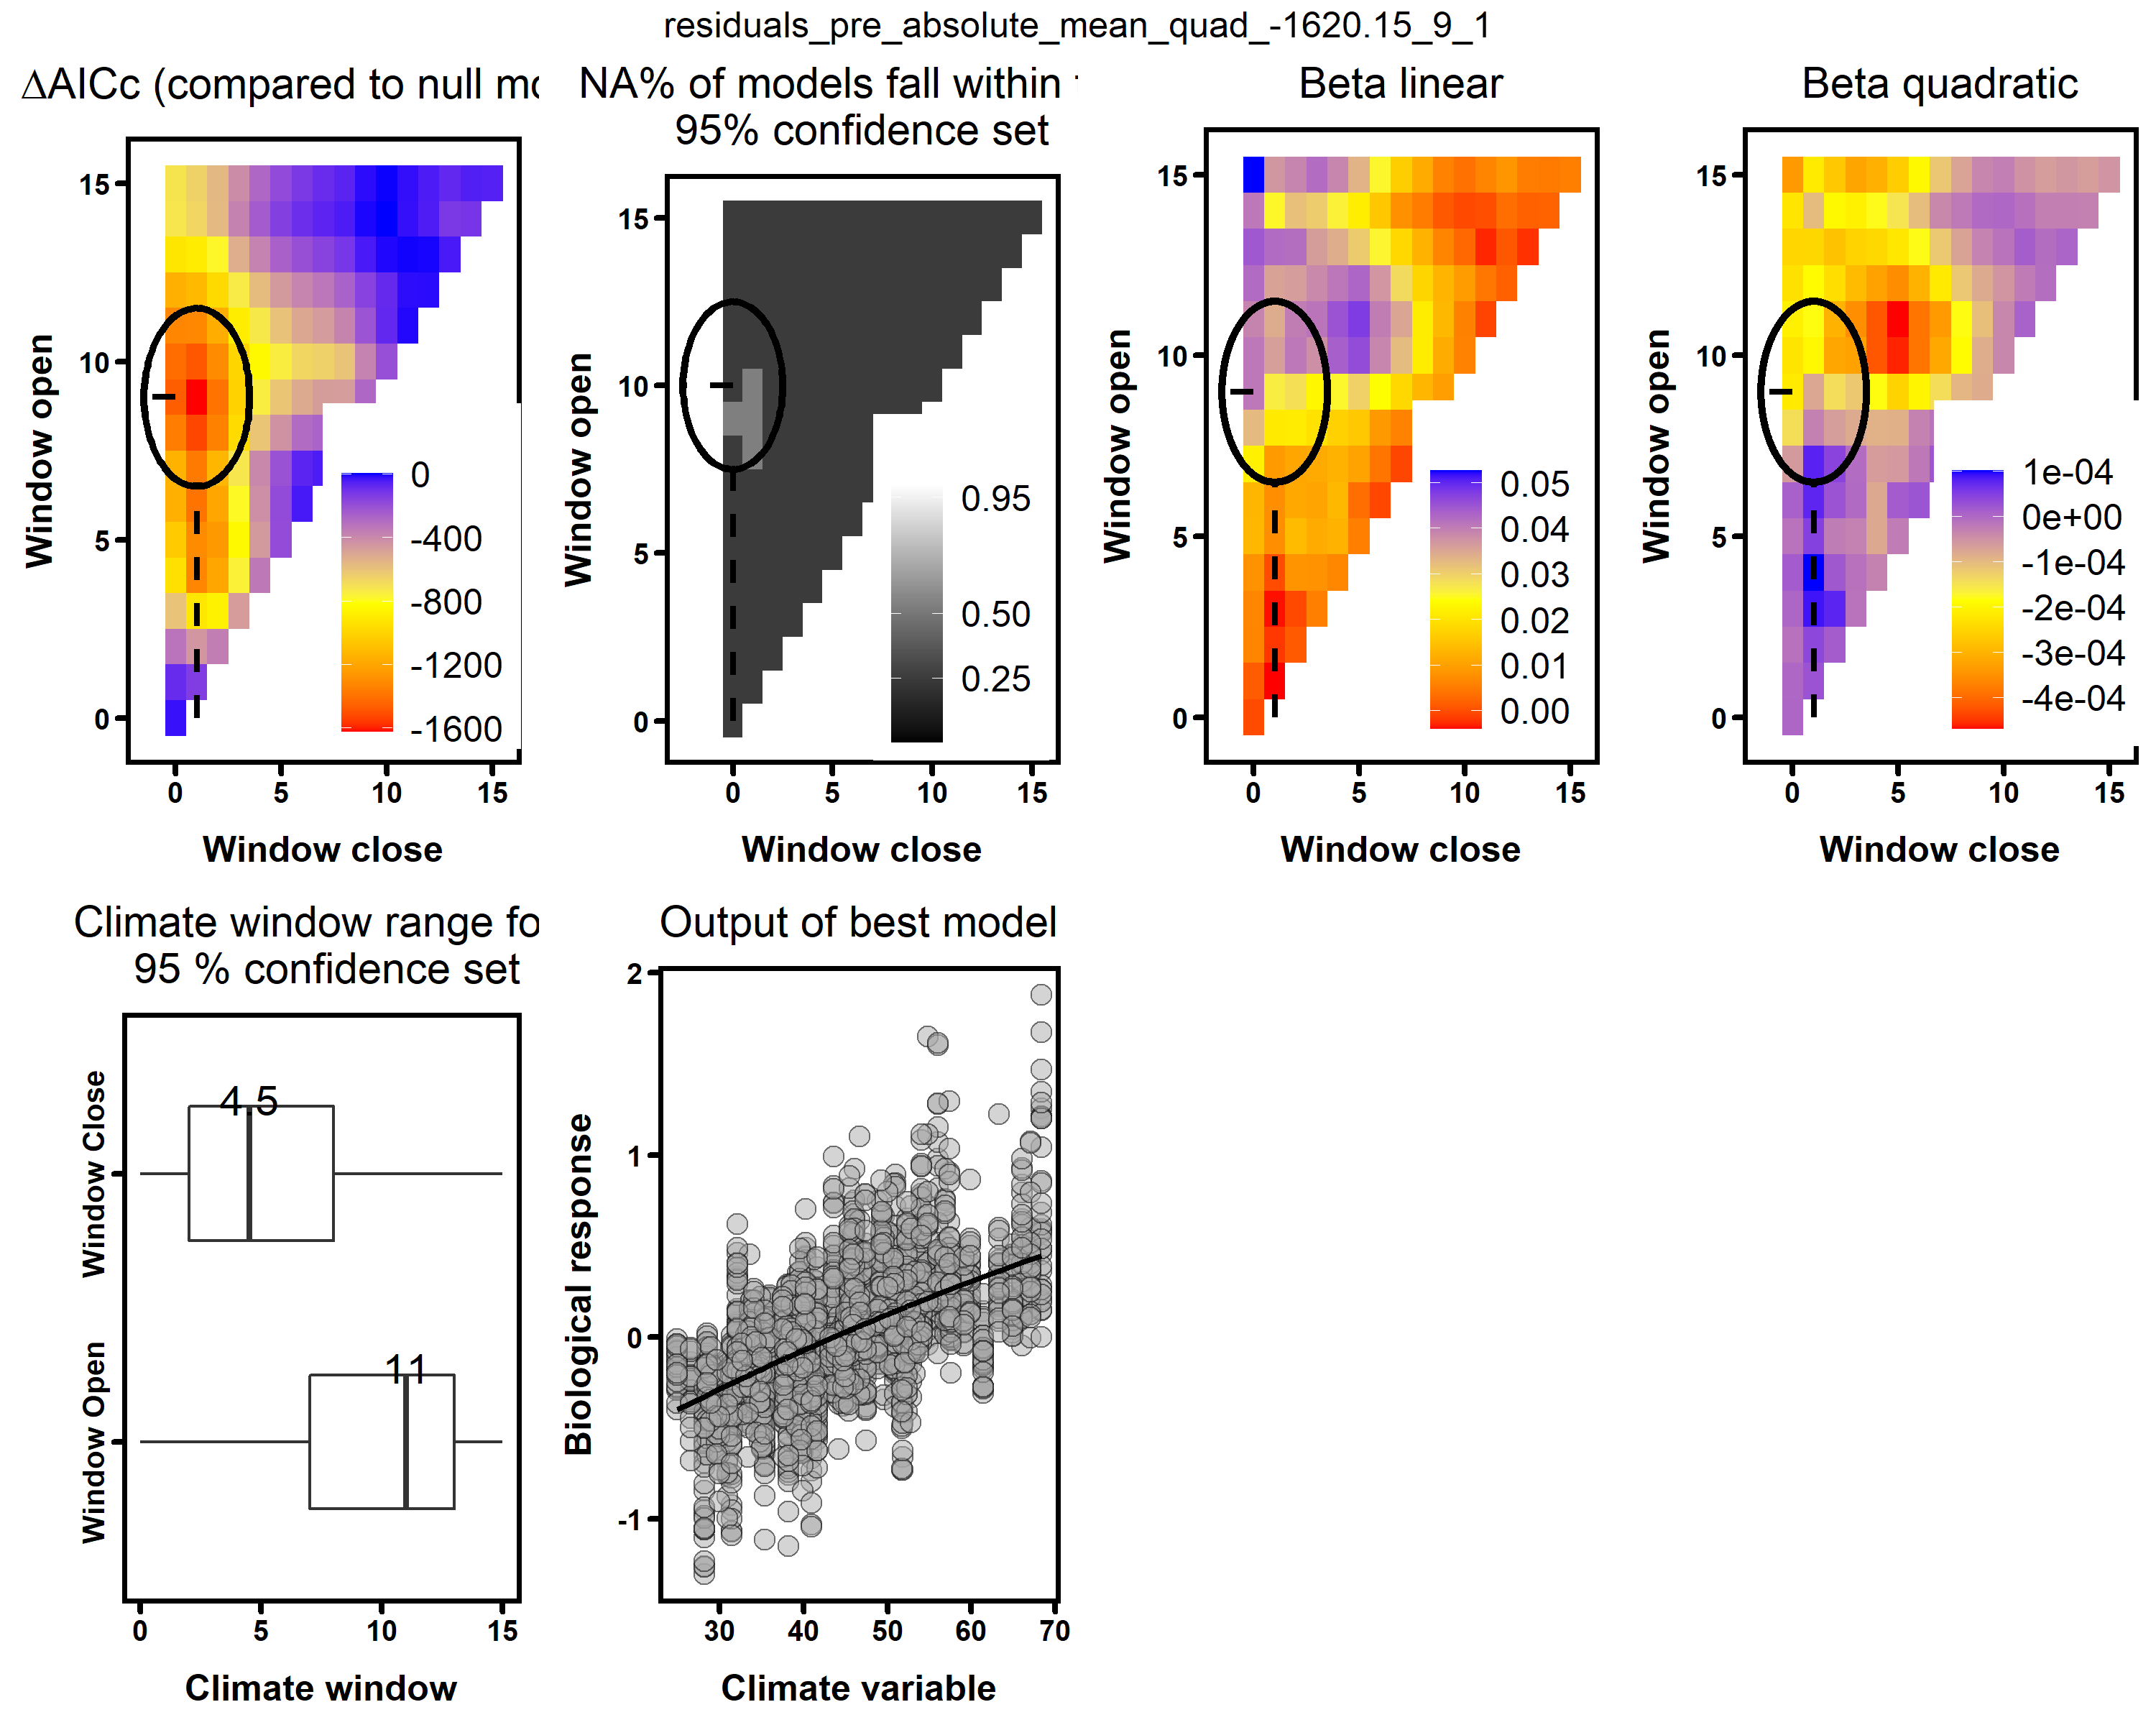 residuals_pre_absolute_mean_quad_-1620.15_9_1
ΔAICc (compared to null mo
Window open
15
10
5
0
0
-400
-800
-1200
-1600
0 5 10 15
Window close
NA% of models fall within
95% confidence set
Window open
15
10
5
0
0.95
0.50
0.25
0 5 10 15
Window close
Beta linear
Window open
15
10
5
0
0.05
0.04
0.03
0.02
0.01
0.00
0 5 10 15
Window close
Beta quadratic
Window open
15
10
5
0
1e-04
0e+00
-1e-04
-2e-04
-3e-04
-4e-04
0 5 10 15
Window close
Climate window range fo
95 % confidence set
Window Close
4.5
Window Open
11
0 5 10 15
Climate window
Output of best model
Biological response
2
1
0
-1
30 40 50 60 70
Climate variable